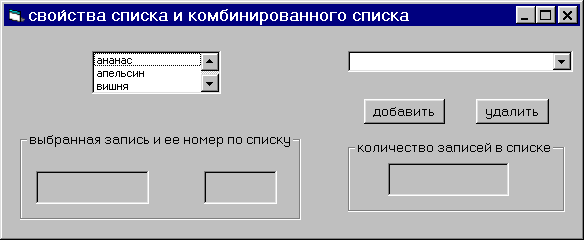 свойства списка и комбинированного списка
ананас
апельсин
вишня
добавить
удалить
выбранная запись и ее номер по списку
количество записей в списке